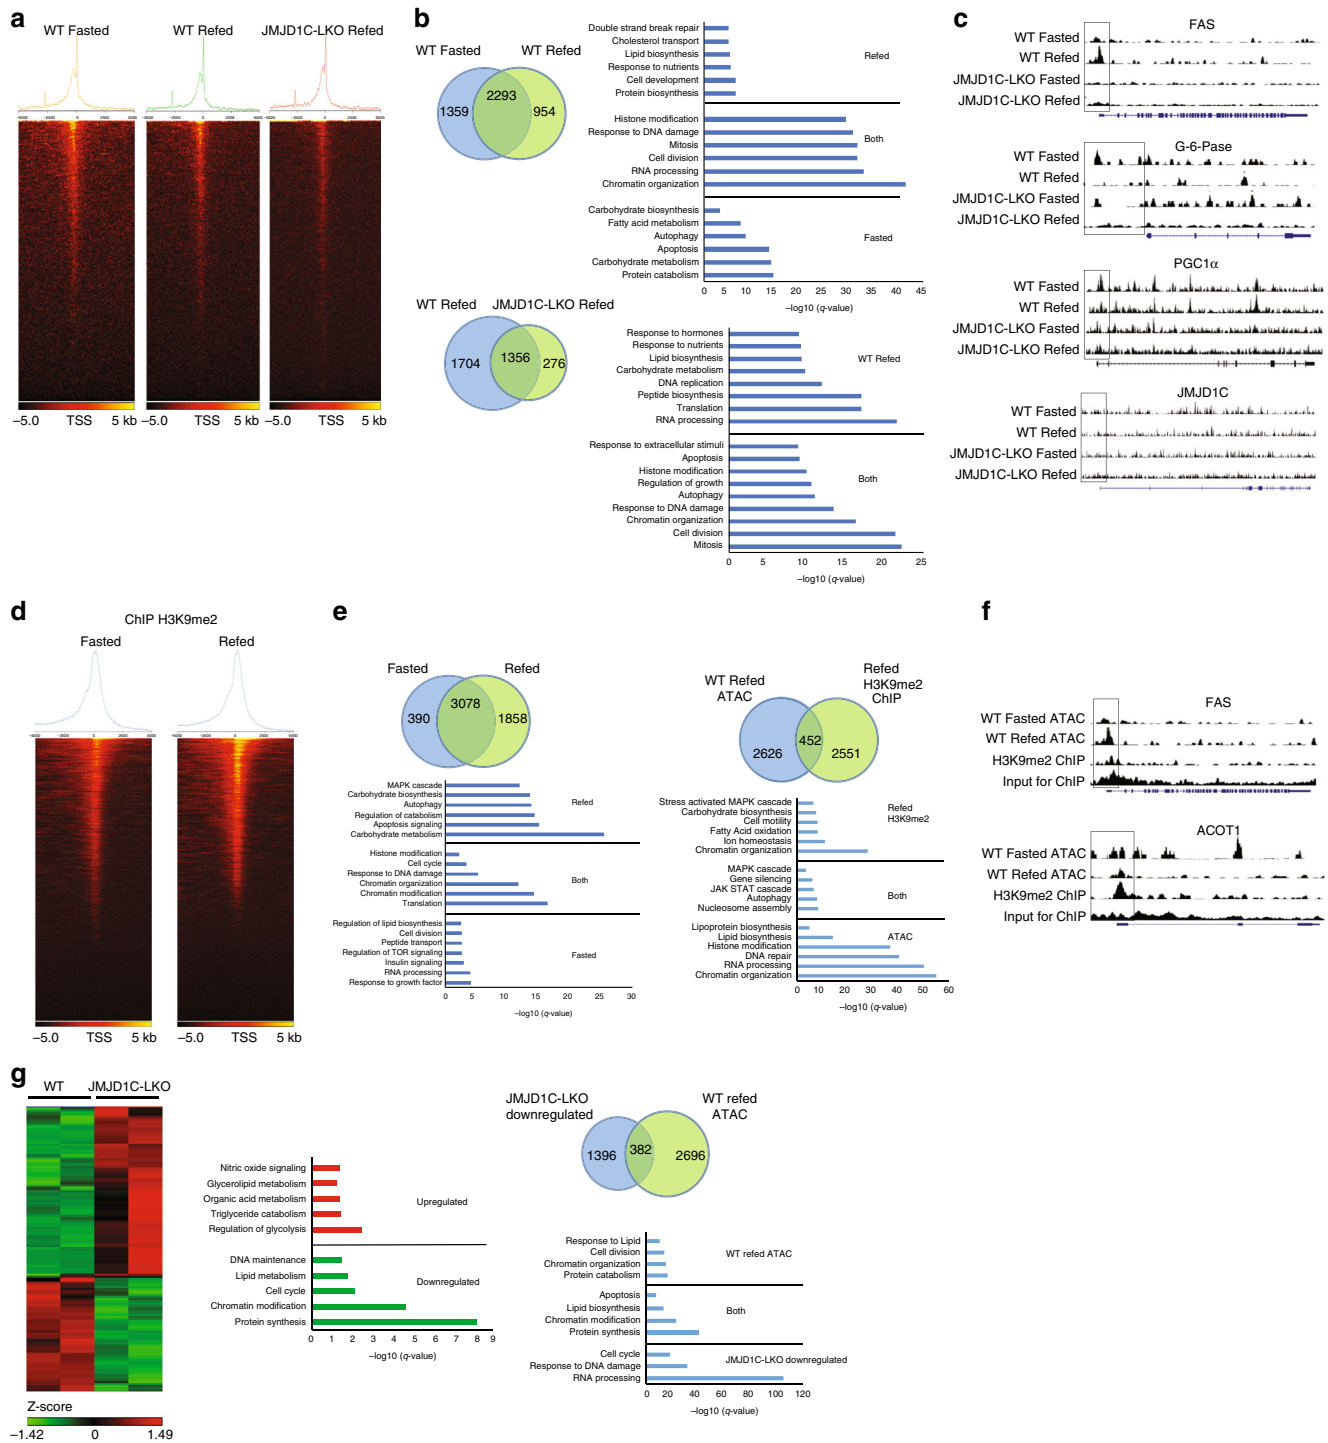 a
WT Fasted
WT Refed
JMJD1C-LKO Refed
−5.0 TSS 5 kb
−5.0 TSS 5 kb
−5.0 TSS 5 kb
b
WT Fasted
WT Refed
1359
2293
954
Double strand break repair
Cholesterol transport
Lipid biosynthesis
Response to nutrients
Cell development
Protein biosynthesis
Refed
Histone modification
Response to DNA damage
Mitosis
Cell division
RNA processing
Chromatin organization
Both
Carbohydrate biosynthesis
Fatty acid metabolism
Autophagy
Apoptosis
Carbohydrate metabolism
Protein catabolism
Fasted
0 5 10 15 20 25 30 35 40 45
−log10 (q-value)
WT Refed
JMJD1C-LKO Refed
1704
1356
276
Response to hormones
Response to nutrients
Lipid biosynthesis
Carbohydrate metabolism
DNA replication
Peptide biosynthesis
Translation
RNA processing
WT Refed
Response to extracellular stimuli
Apoptosis
Histone modification
Regulation of growth
Autophagy
Response to DNA damage
Chromatin organization
Cell division
Mitosis
Both
0 5 10 15 20 25
−log10 (q-value)
c
FAS
WT Fasted
WT Refed
JMJD1C-LKO Fasted
JMJD1C-LKO Refed
G-6-Pase
WT Fasted
WT Refed
JMJD1C-LKO Fasted
JMJD1C-LKO Refed
PGC1α
WT Fasted
WT Refed
JMJD1C-LKO Fasted
JMJD1C-LKO Refed
JMJD1C
WT Fasted
WT Refed
JMJD1C-LKO Fasted
JMJD1C-LKO Refed
d
ChIP H3K9me2
Fasted
Refed
−5.0 TSS 5 kb
−5.0 TSS 5 kb
e
Fasted
Refed
390
3078
1858
MAPK cascade
Carbohydrate biosynthesis
Autophagy
Regulation of catabolism
Apoptosis signaling
Carbohydrate metabolism
Refed
Histone modification
Cell cycle
Response to DNA damage
Chromatin organization
Chromatin modification
Translation
Both
Regulation of lipid biosynthesis
Cell division
Peptide transport
Regulation of TOR signaling
Insulin signaling
RNA processing
Response to growth factor
Fasted
0 5 10 15 20 25 30
−log10 (q-value)
WT Refed
ATAC
Refed
H3K9me2
ChIP
2626
452
2551
Stress activated MAPK cascade
Carbohydrate biosynthesis
Cell motility
Fatty Acid oxidation
Ion homeostasis
Chromatin organization
Refed
H3K9me2
MAPK cascade
Gene silencing
JAK STAT cascade
Autophagy
Nucleosome assembly
Both
Lipoprotein biosynthesis
Lipid biosynthesis
Histone modification
DNA repair
RNA processing
Chromatin organization
ATAC
0 10 20 30 40 50 60
−log10 (q-value)
f
FAS
WT Fasted ATAC
WT Refed ATAC
H3K9me2 ChIP
Input for ChIP
ACOT1
WT Fasted ATAC
WT Refed ATAC
H3K9me2 ChIP
Input for ChIP
g
WT
JMJD1C-LKO
Z-score
−1.42 0 1.49
Nitric oxide signaling
Glycerolipid metabolism
Organic acid metabolism
Triglyceride catabolism
Regulation of glycolysis
Upregulated
DNA maintenance
Lipid metabolism
Cell cycle
Chromatin modification
Protein synthesis
Downregulated
0 1 2 3 4 5 6 7 8 9
−log10 (q-value)
JMJD1C-LKO
downregulated
WT refed
ATAC
1396
382
2696
Response to Lipid
Cell division
Chromatin organization
Protein catabolism
WT refed ATAC
Apoptosis
Lipid biosynthesis
Chromatin modification
Protein synthesis
Both
Cell cycle
Response to DNA damage
RNA processing
JMJD1C-LKO downregulated
0 20 40 60 80 100 120
−log10 (q-value)